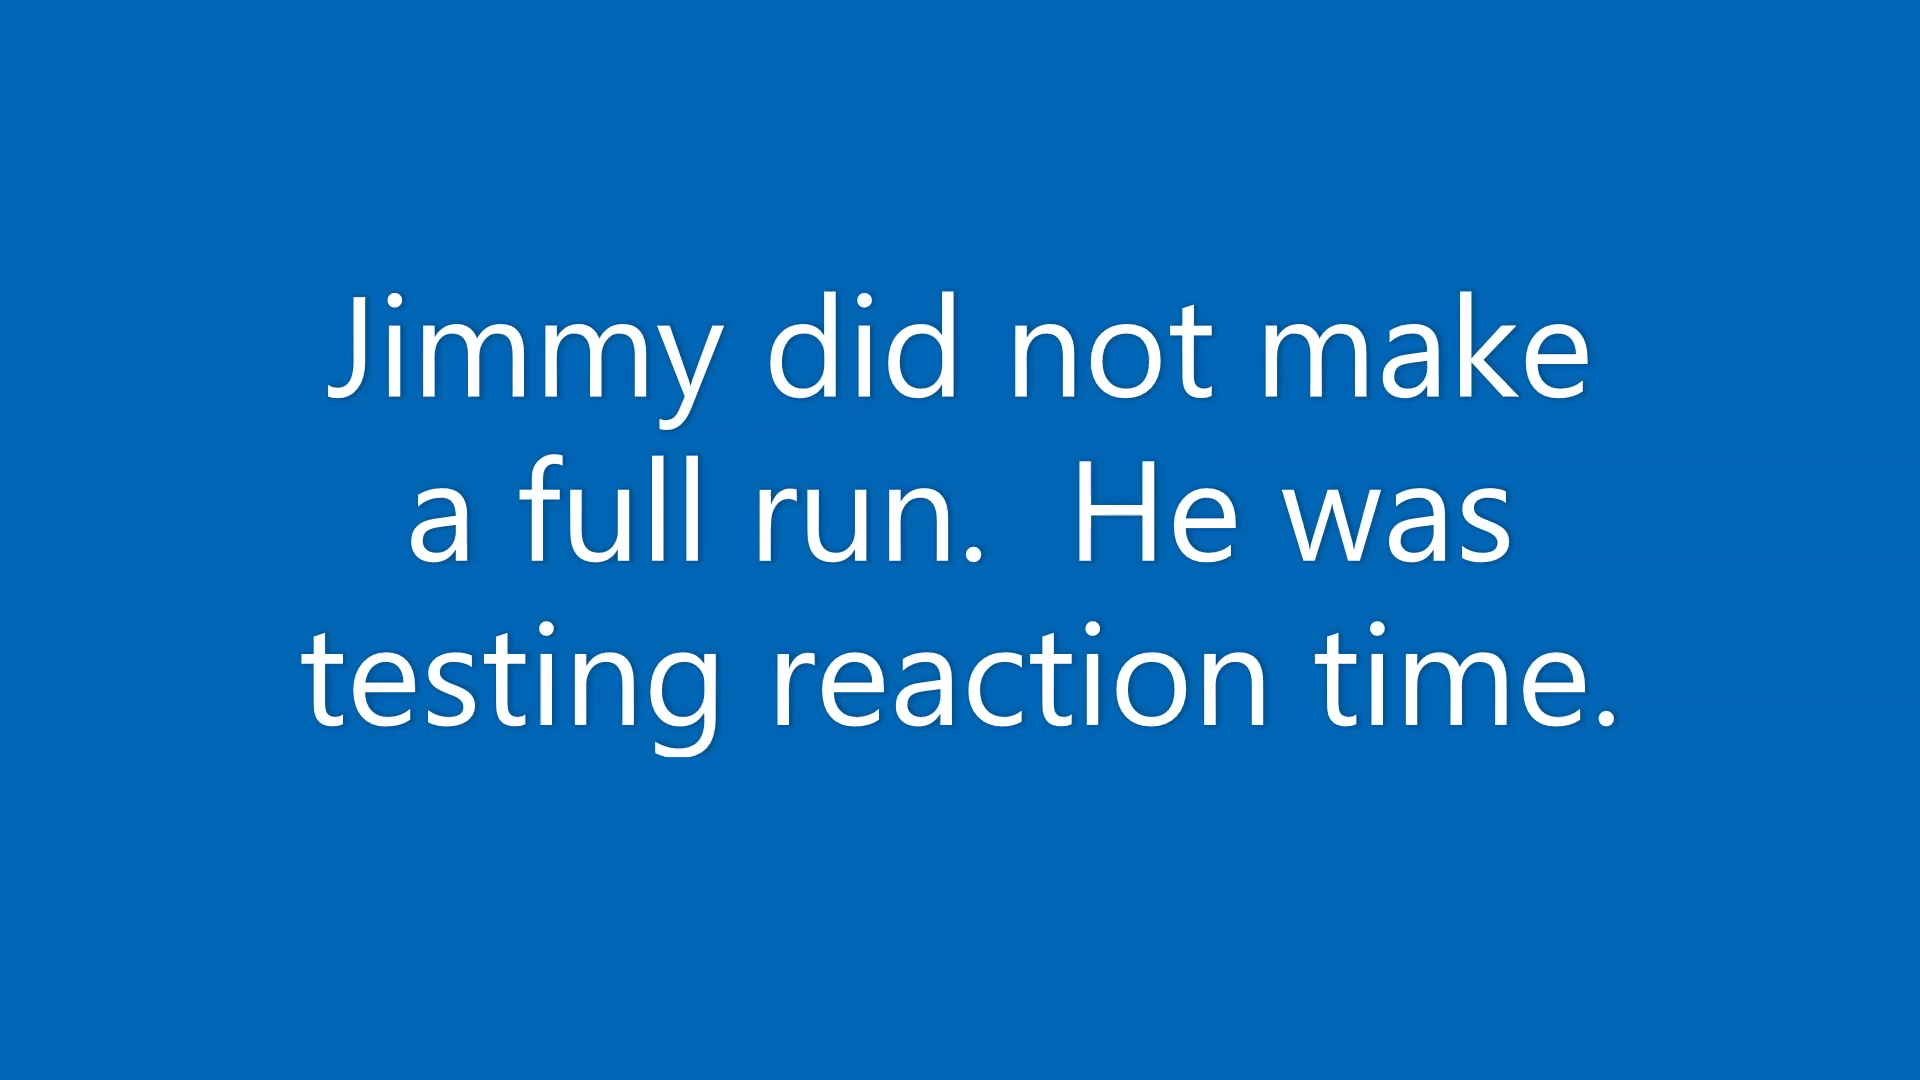 Jimmy did not make
a full run.  He was
testing reaction time.